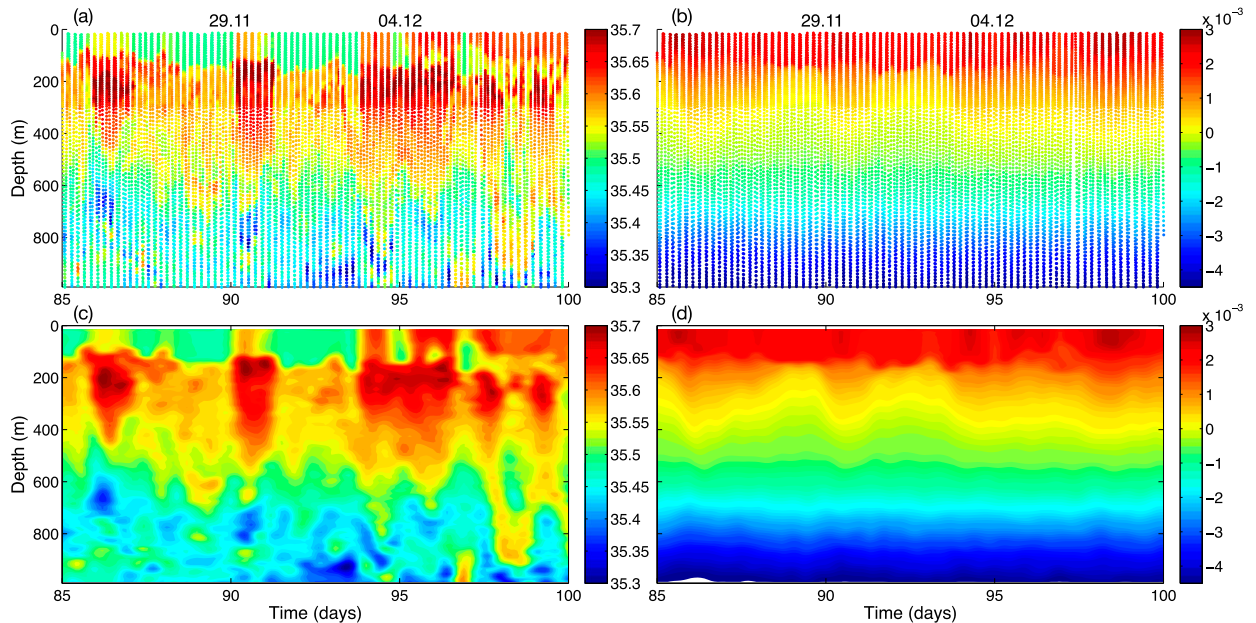 (a) 29.11 04.12 (b) 29.11 04.12 x 10⁻³
0 35.7 3
200 35.65 2
400 35.6 1
600 35.55 0
800 35.5 −1
35.45 −2
35.4 −3
35.35 −4
35.3
Depth (m)
85 90 95 100 85 90 95 100
(c) (d) x 10⁻³
0 35.7 3
200 35.65 2
400 35.6 1
600 35.55 0
800 35.5 −1
35.45 −2
35.4 −3
35.35 −4
35.3
Depth (m)
85 90 95 100 85 90 95 100
Time (days) Time (days)